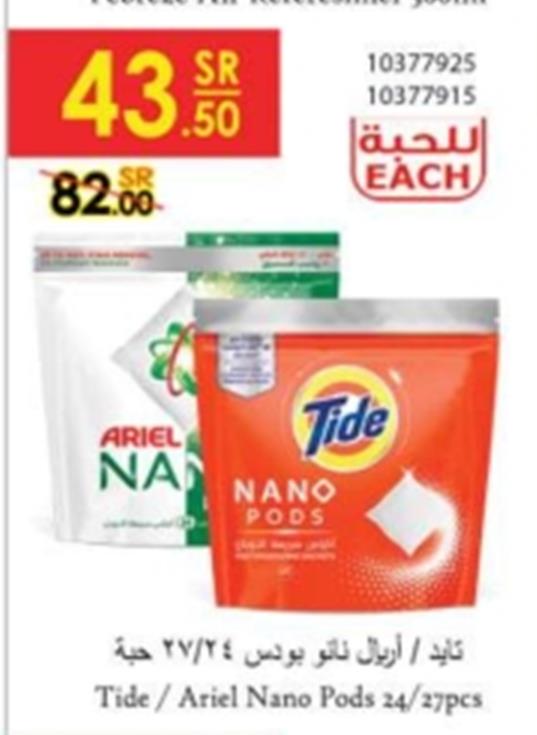 43 SR
.50
10377925
10377915
للحبة
EACH
82.00 SR
ARIEL
NA
Tide
NANO
PODS
تايد / أريال نانو بودس ٢٧/٢٤ حبة
Tide / Ariel Nano Pods 24/27pcs